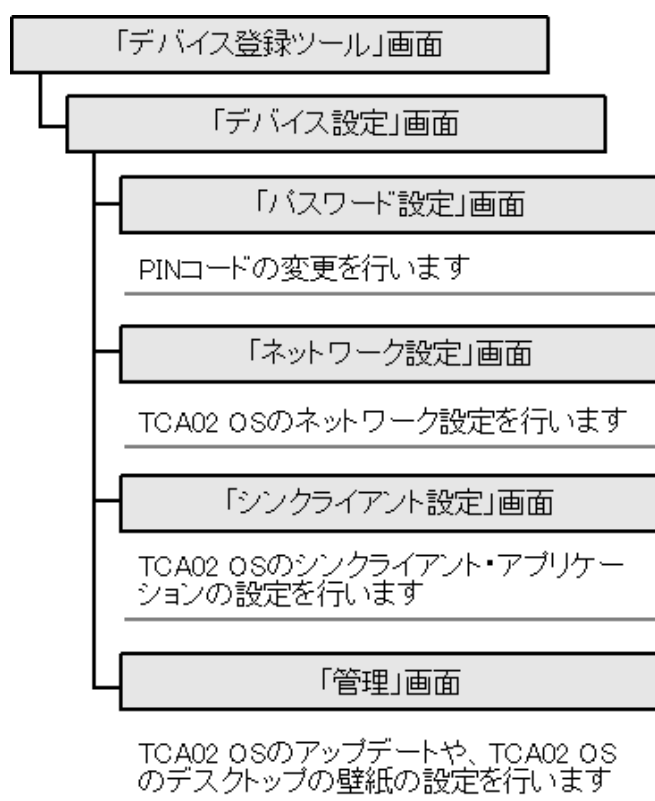 「デバイス登録ツール」画面
「デバイス設定」画面
「パスワード設定」画面
PINコードの変更を行います
「ネットワーク設定」画面
TCA02 OSのネットワーク設定を行います
「シンクライアント設定」画面
TCA02 OSのシンクライアント・アプリケー
ションの設定を行います
「管理」画面
TCA02 OSのアップデートや、TCA02 OS
のデスクトップの壁紙の設定を行います